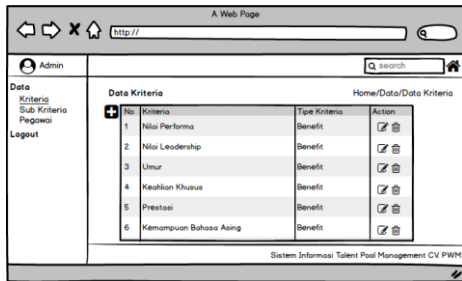 A Web Page
http://
Admin
search
Data
Kriteria
Sub Kriteria
Pegawai
Logout
Data Kriteria
Home/Data/Data Kriteria
No Kriteria Tipe Kriteria Action
1 Nilai Performa Benefit
2 Nilai Leadership Benefit
3 Umur Benefit
4 Keahlian Khusus Benefit
5 Prestasi Benefit
6 Kemampuan Bahasa Asing Benefit
Sistem Informasi Talent Pool Management CV. PWM